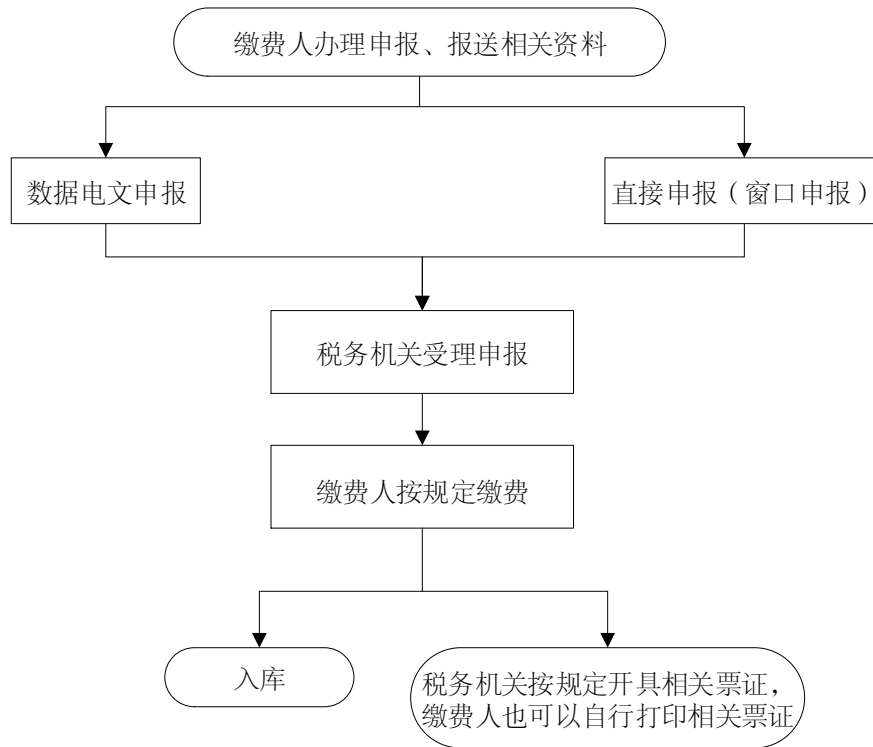 缴费人办理申报、报送相关资料
数据电文申报
直接申报（窗口申报）
税务机关受理申报
缴费人按规定缴费
入库
税务机关按规定开具相关票证，
缴费人也可以自行打印相关票证